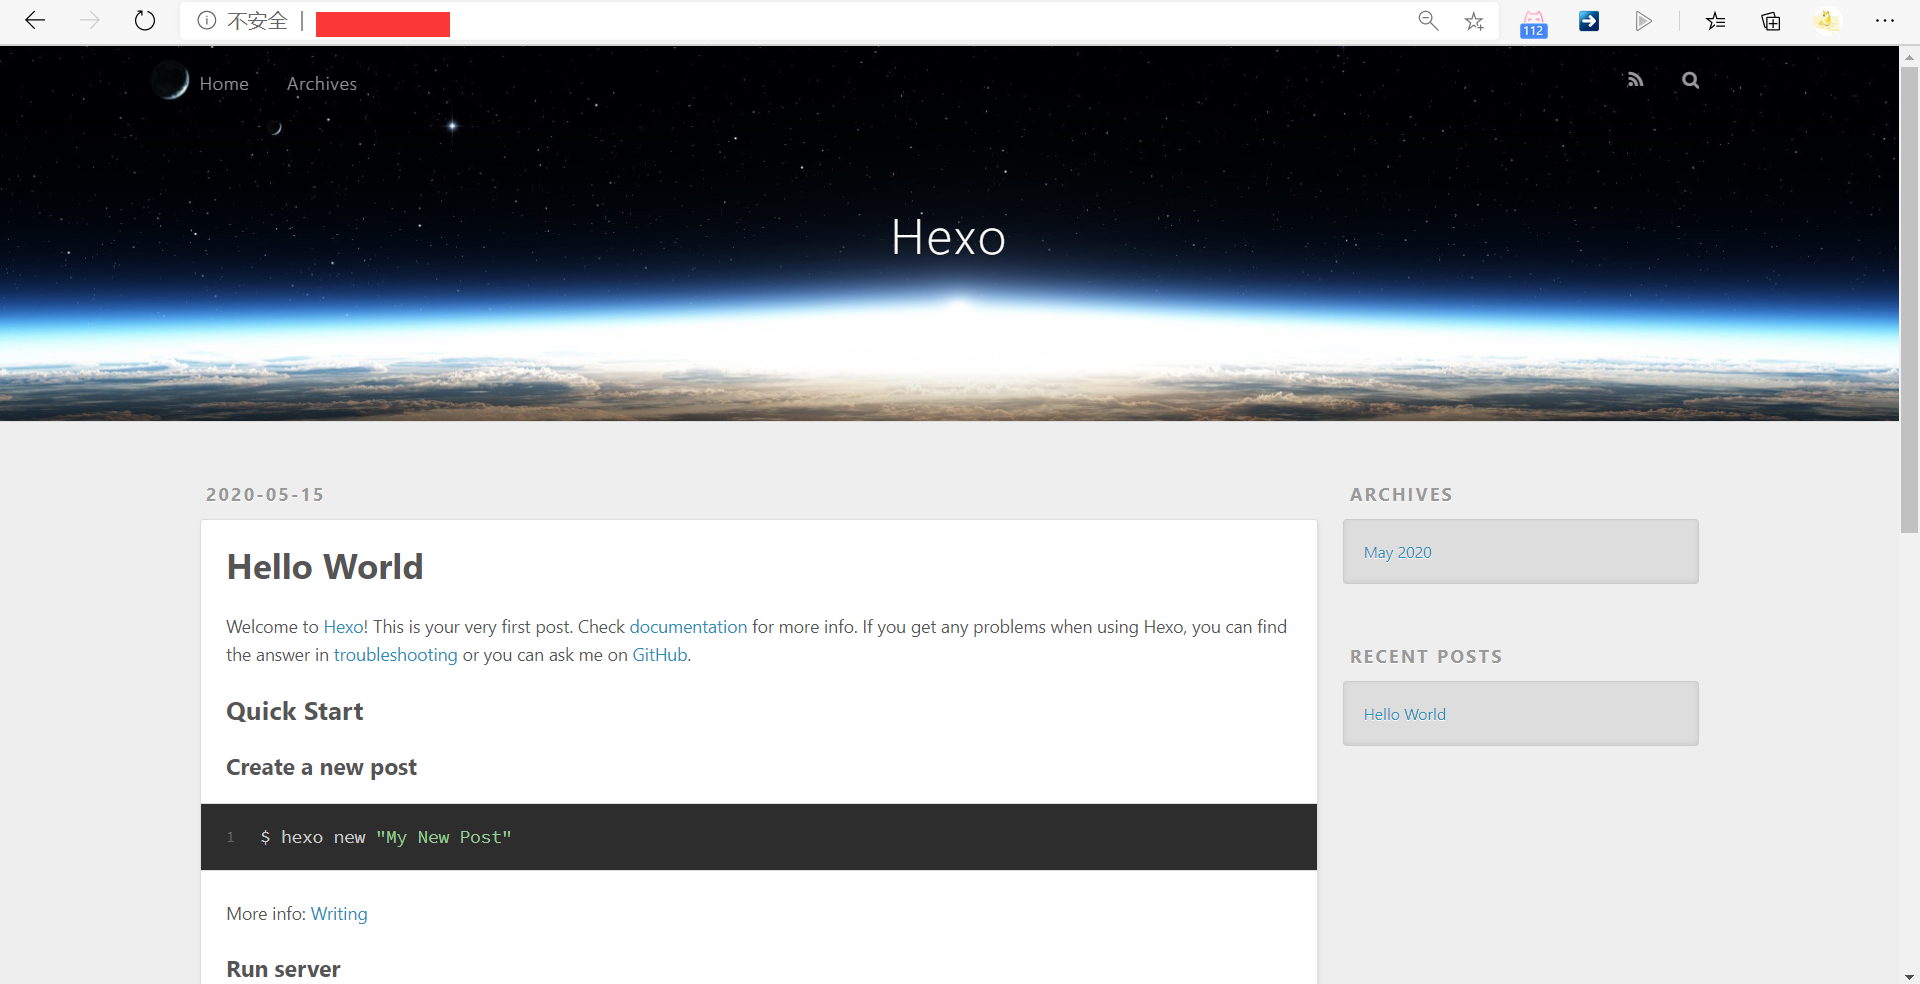 不安全
112
Home Archives
Hexo
2020-05-15
Hello World
Welcome to Hexo! This is your very first post. Check documentation for more info. If you get any problems when using Hexo, you can find
the answer in troubleshooting or you can ask me on GitHub.
Quick Start
Create a new post
1 $ hexo new "My New Post"
More info: Writing
Run server
ARCHIVES
May 2020
RECENT POSTS
Hello World